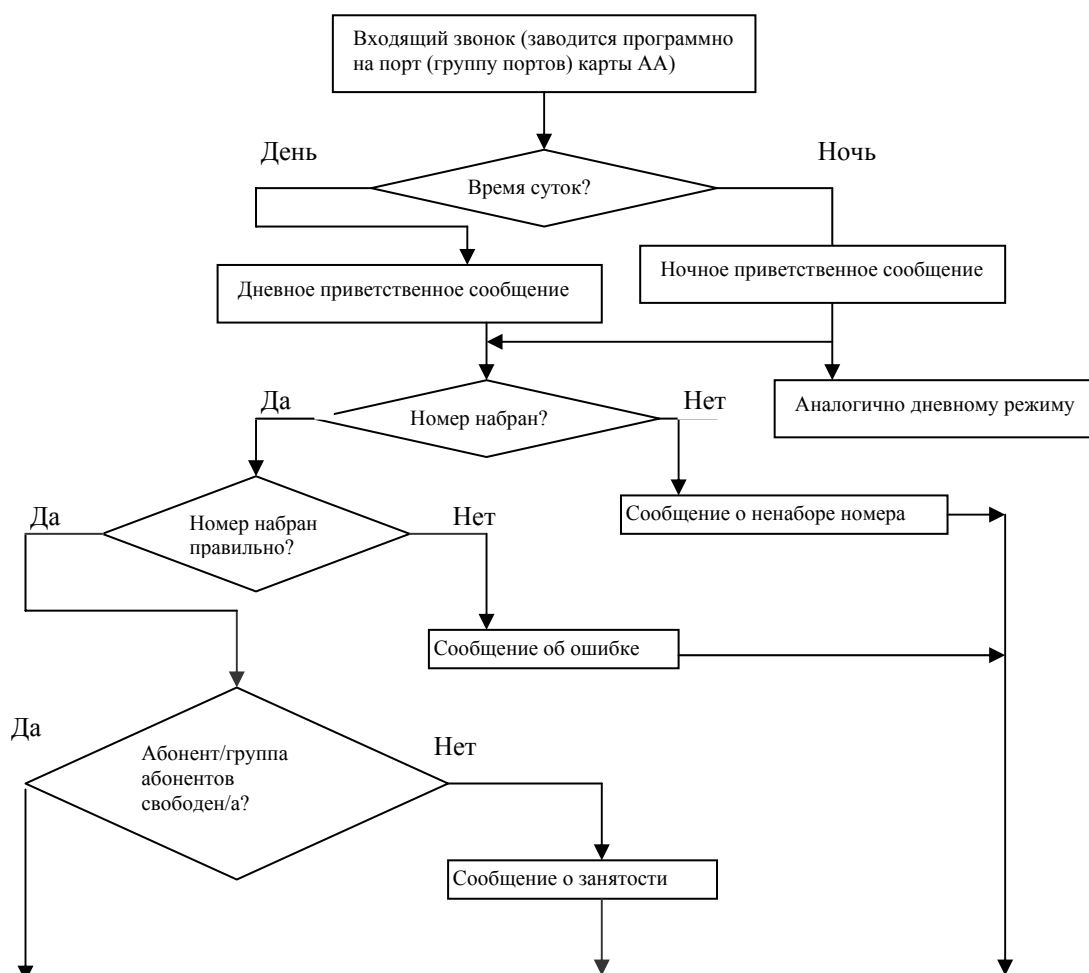 Входящий звонок (заводится программно
на порт (группу портов) карты АА)
День
Ночь
Время суток?
Дневное приветственное сообщение
Ночное приветственное сообщение
Да
Номер набран?
Нет
Аналогично дневному режиму
Да
Номер набран
правильно?
Нет
Сообщение о ненаборе номера
Сообщение об ошибке
Да
Абонент/группа
абонентов
свободен/а?
Нет
Сообщение о занятости